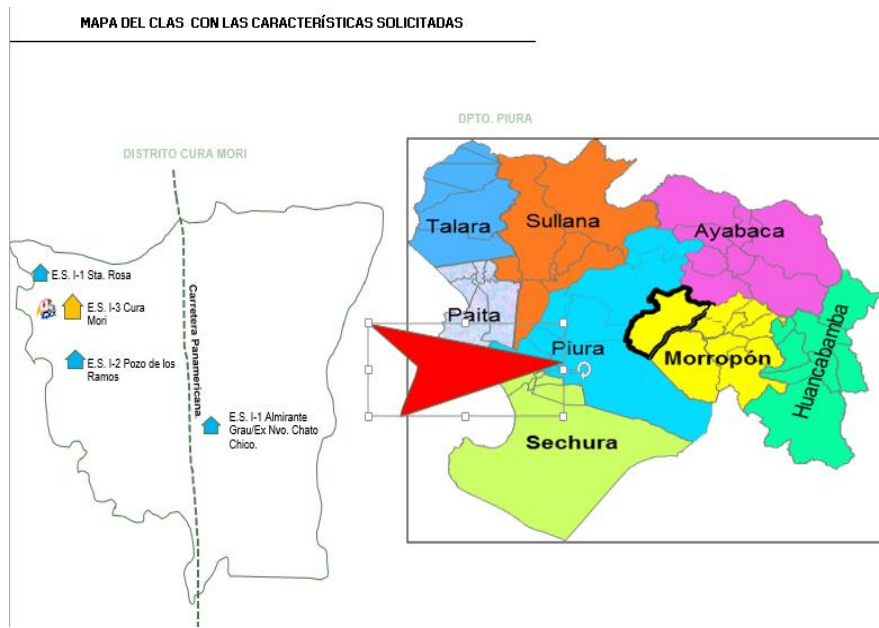 MAPA DEL CLAS CON LAS CARACTERÍSTICAS SOLICITADAS
DPTO. PIURA
DISTRITO CURA MORI
E.S. I-1 Sta. Rosa
E.S. I-3 Cura
Mori
E.S. I-2 Pozo de los
Ramos
Carretera Panamericana.
E.S. I-1 Almirante
Grau/Ex Nvo. Chato
Chico.
Talara
Sullana
Ayabaca
Paita
Piura
Morropón
Huancabamba
Sechura